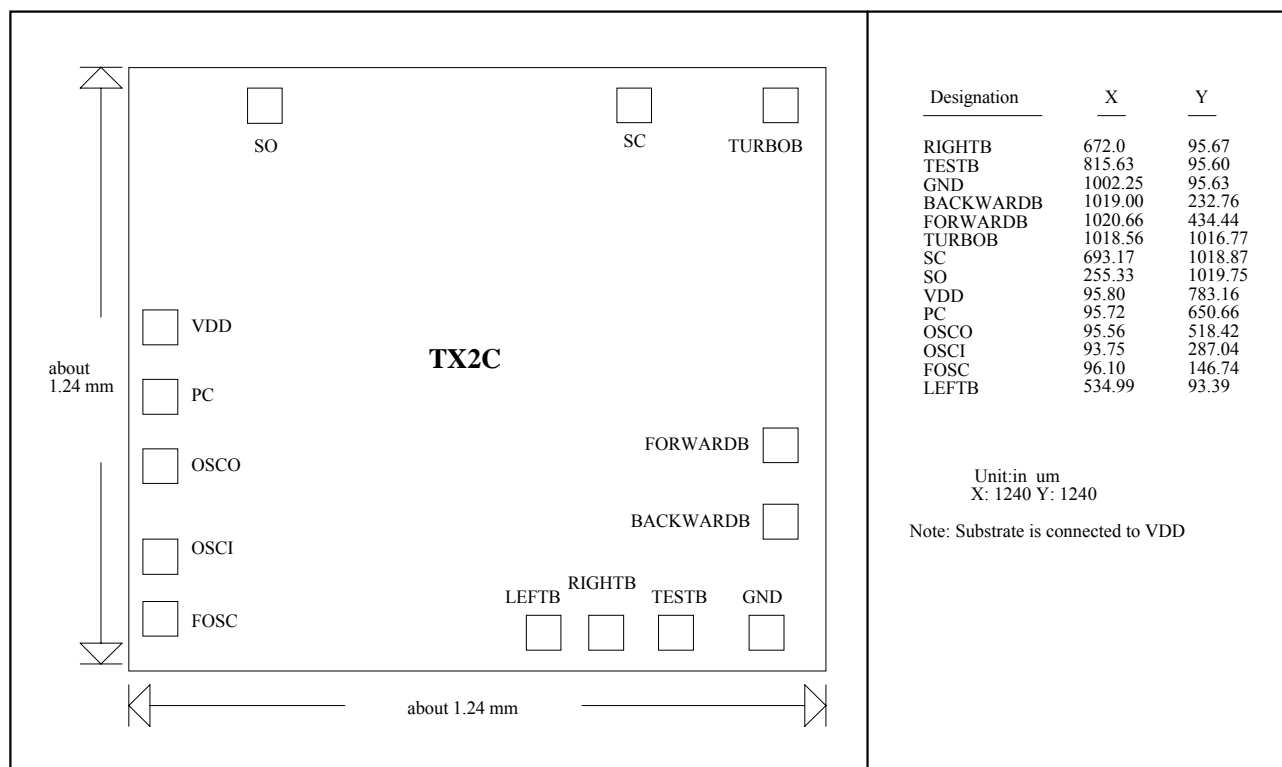 SO
SC
TURBOB
VDD
TX2C
about
1.24 mm
PC
FORWARDB
OSCO
BACKWARDB
OSCI
RIGHTB
LEFTB
TESTB
GND
FOSC
about 1.24 mm
Designation X Y
RIGHTB 672.0 95.67
TESTB 815.63 95.60
GND 1002.25 95.63
BACKWARDB 1019.00 232.76
FORWARDB 1020.66 434.44
TURBOB 1018.56 1016.77
SC 693.17 1018.87
SO 255.33 1019.75
VDD 95.80 783.16
PC 95.72 650.66
OSCO 95.56 518.42
OSCI 93.75 287.04
FOSC 96.10 146.74
LEFTB 534.99 93.39
Unit:in um
X: 1240 Y: 1240
Note: Substrate is connected to VDD